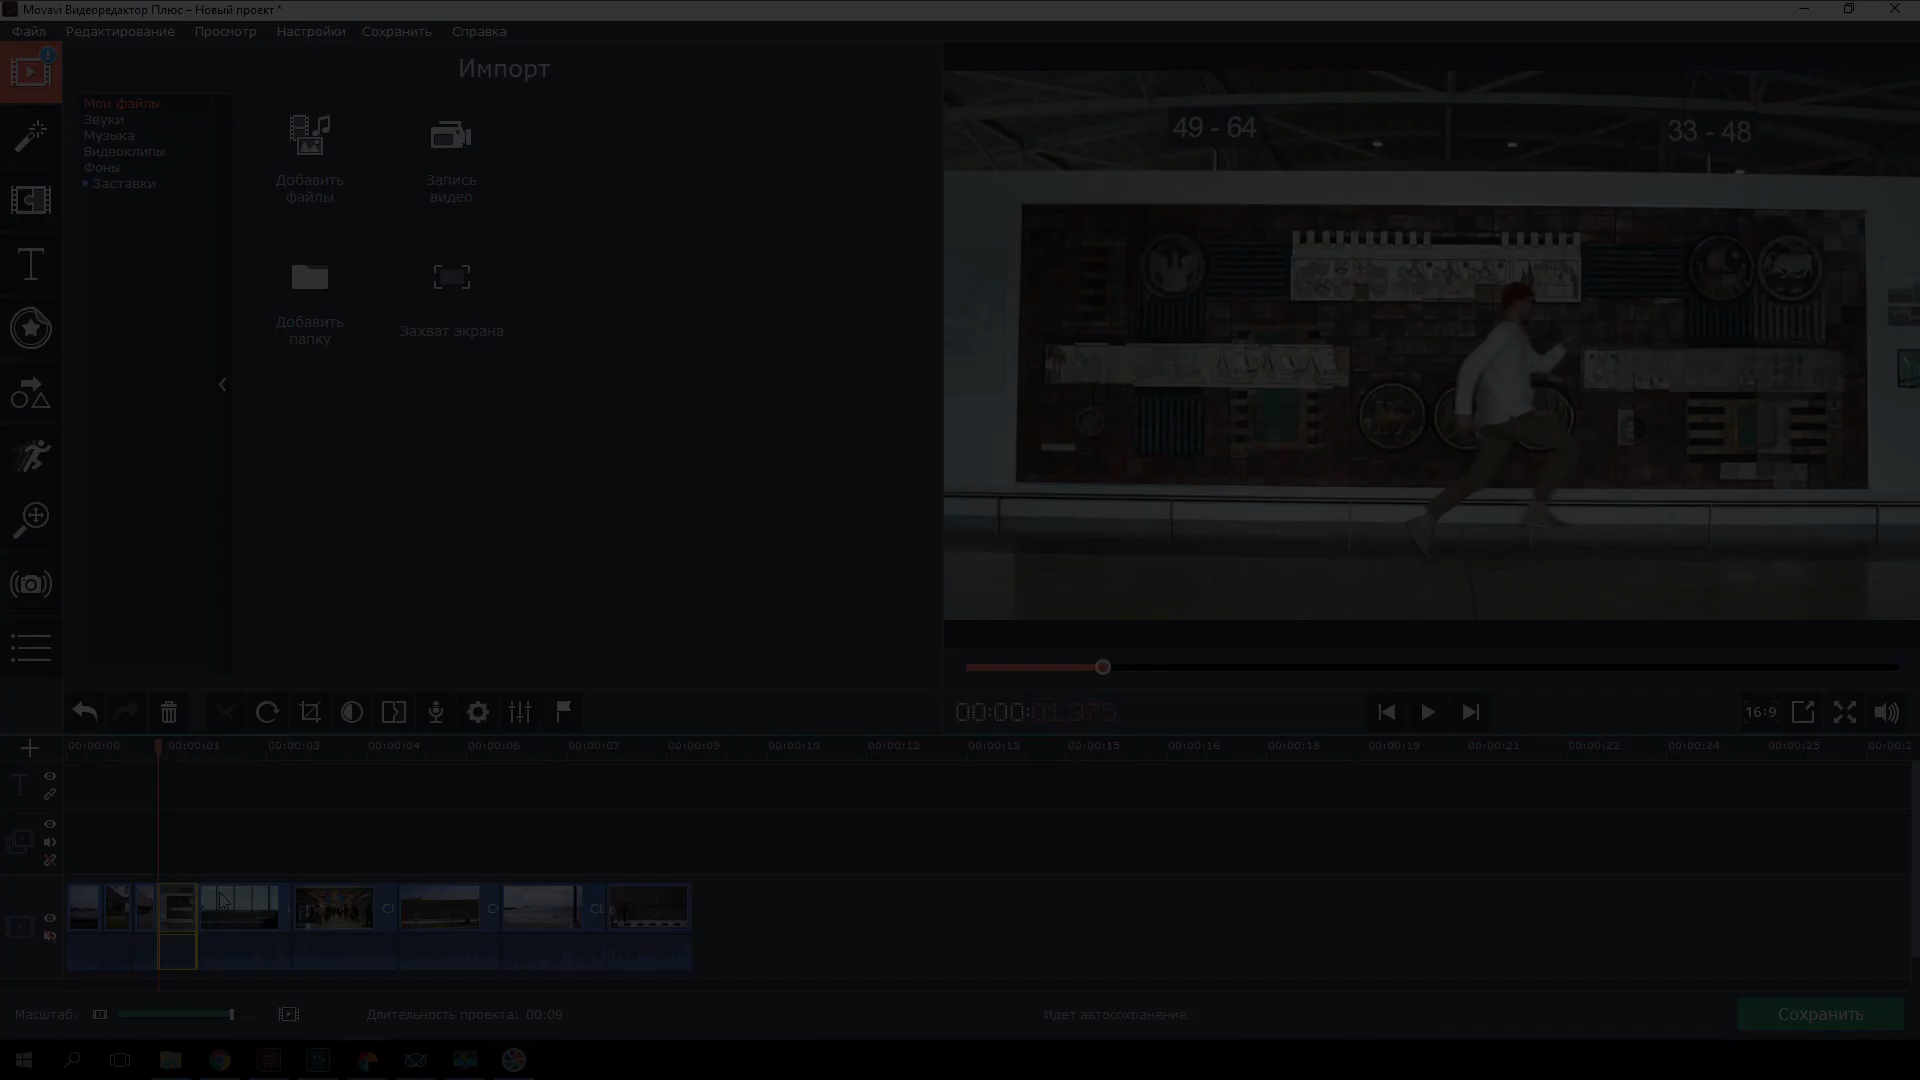 Movavi Видеоредактор Плюс – Новый проект *
Файл Редактирование Просмотр Настройки Сохранить Справка
Импорт
Мои файлы
Звуки
Музыка
Видеоклипы
Фоны
Заставки
Добавить
файлы
Запись
видео
Добавить
папку
Захват экрана
49 - 64
33 - 48
00:00:01.375
16:9
00:00:00 00:00:01 00:00:03 00:00:04 00:00:06 00:00:07 00:00:09 00:00:10 00:00:12 00:00:13 00:00:15 00:00:16 00:00:18 00:00:19 00:00:21 00:00:22 00:00:24 00:00:25
Масштаб:
Длительность проекта: 00:09
Идет автосохранение...
Сохранить